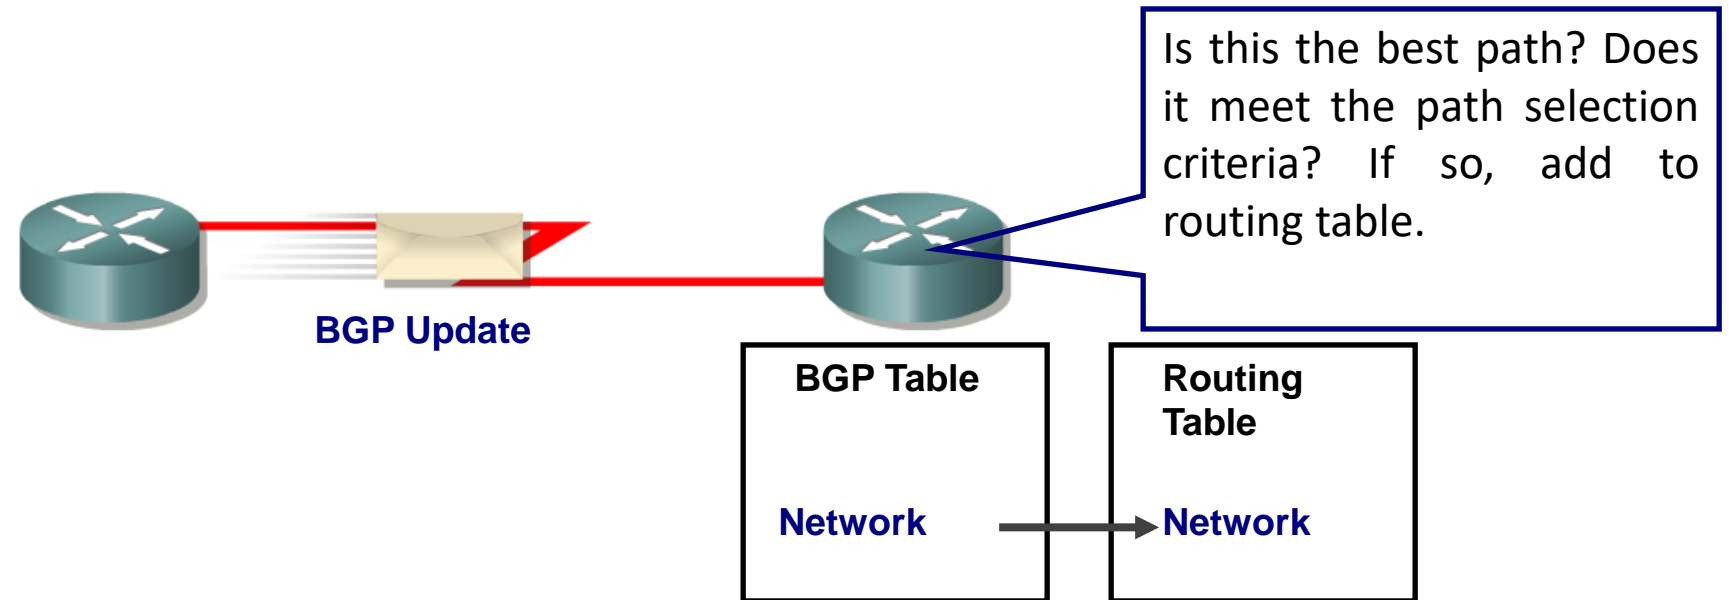 Is this the best path? Does
it meet the path selection
criteria? If so, add to
routing table.
BGP Update
BGP Table
Network
Routing
Table
Network